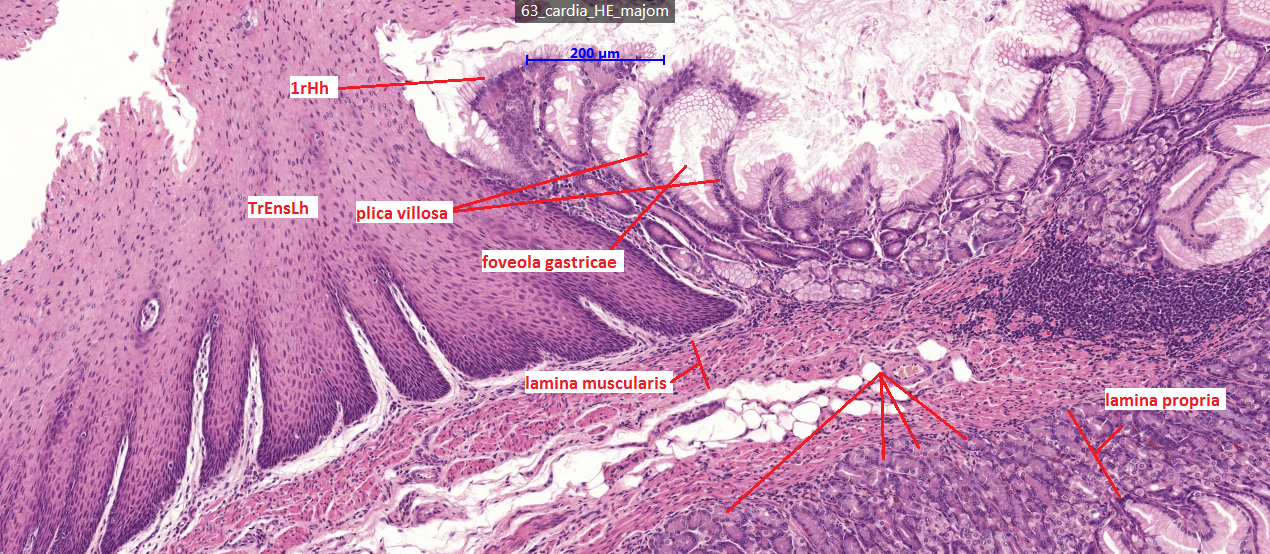 63_cardia_HE_majom
200 µm
1rHh
TrEnsLh
plica villosa
foveola gastricae
lamina muscularis
lamina propria